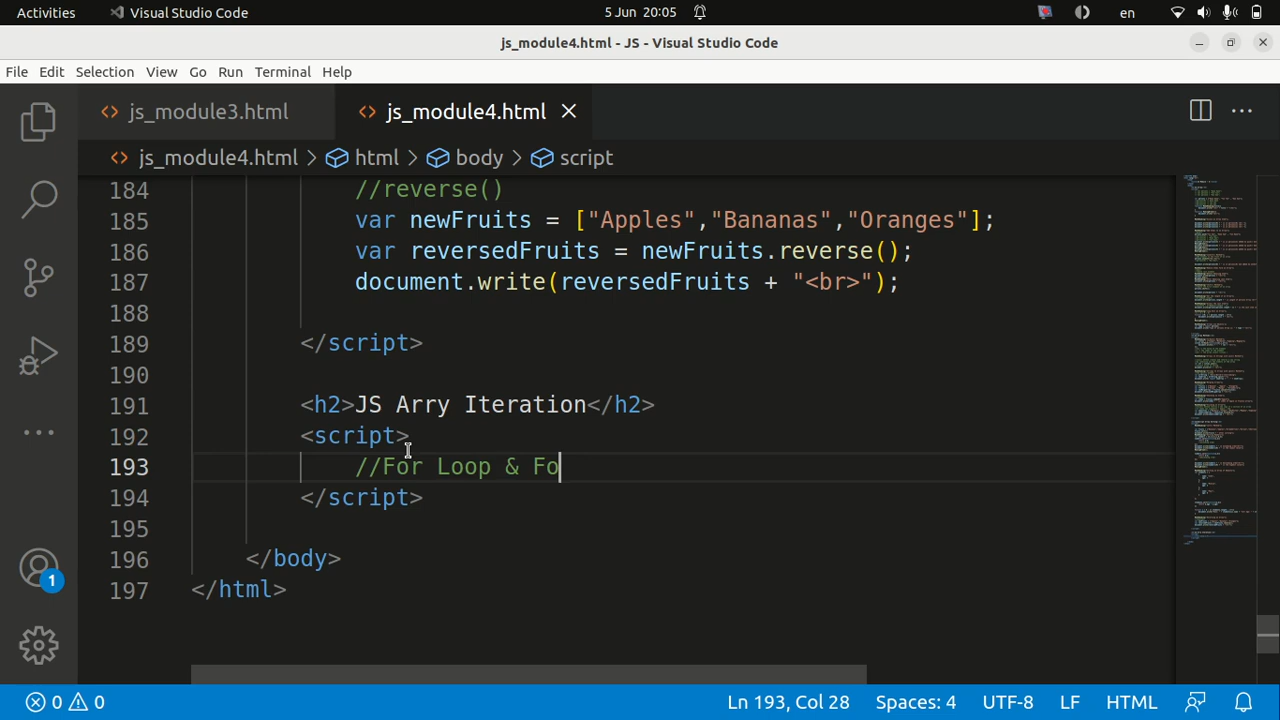 Activities Visual Studio Code 5 Jun 20:05 en
js_module4.html - JS - Visual Studio Code
File Edit Selection View Go Run Terminal Help
js_module3.html js_module4.html
js_module4.html > html > body > script
184 //reverse()
185 var newFruits = ["Apples","Bananas","Oranges"];
186 var reversedFruits = newFruits.reverse();
187 document.write(reversedFruits + "<br>");
188
189 </script>
190
191 <h2>JS Arry Iteration</h2>
192 <script>
193 //For Loop & Fo
194 </script>
195
196 </body>
197 </html>
1
0 0 Ln 193, Col 28 Spaces: 4 UTF-8 LF HTML